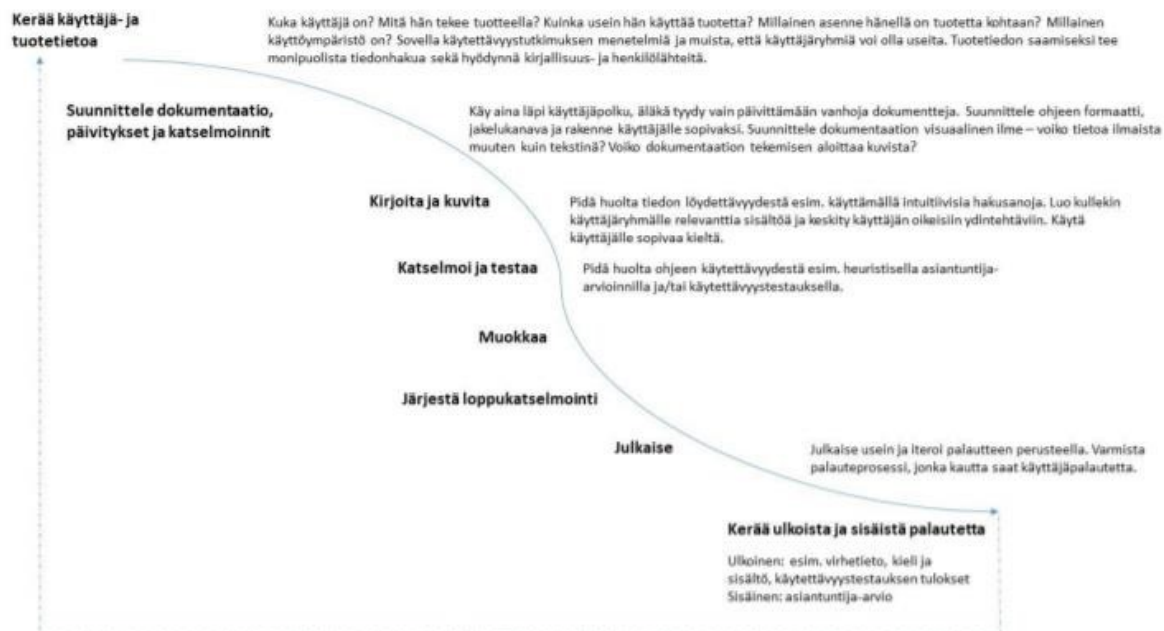 Kerää käyttäjä- ja
tuotetietoa
Kuka käyttäjä on? Mitä hän tekee tuotteella? Kuinka usein hän käyttää tuotetta? Millainen asenne hänellä on tuotetta kohtaan? Millainen
käyttöympäristö on? Sovella käytettävyystutkimuksen menetelmiä ja muista, että käyttäjäryhmiä voi olla useita. Tuotetiedon saamiseksi tee
monipuolista tiedonhakua sekä hyödynnä kirjallisuus- ja henkilölähteitä.
Suunnittele dokumentaatio,
päivitykset ja katselmoinnit
Käy aina läpi käyttäjäpolku, äläkä tyydy vain päivittämään vanhoja dokumentteja. Suunnittele ohjeen formaatti,
jakelukanava ja rakenne käyttäjälle sopivaksi. Suunnittele dokumentaation visuaalinen ilme – voiko tietoa ilmaista
muuten kuin tekstinä? Voiko dokumentaation tekemisen aloittaa kuvista?
Kirjoita ja kuvita
Pidä huolta tiedon löydettävyydestä esim. käyttämällä intuitiivisia hakusanoja. Luo kullekin
käyttäjäryhmälle relevanttia sisältöä ja keskity käyttäjän oikeisiin ydintehtäviin. Käytä
käyttäjälle sopivaa kieltä.
Katselmoi ja testaa
Pidä huolta ohjeen käytettävyydestä esim. heuristisella asiantuntija-
arvioinnilla ja/tai käytettävyystestauksella.
Muokkaa
Järjestä loppukatselmointi
Julkaise
Julkaise usein ja iteroi palautteen perusteella. Varmista
palauteprosessi, jonka kautta saat käyttäjäpalautetta.
Kerää ulkoista ja sisäistä palautetta
Ulkoinen: esim. virhetieto, kieli ja
sisältö, käytettävyystestauksen tulokset
Sisäinen: asiantuntija-arvio